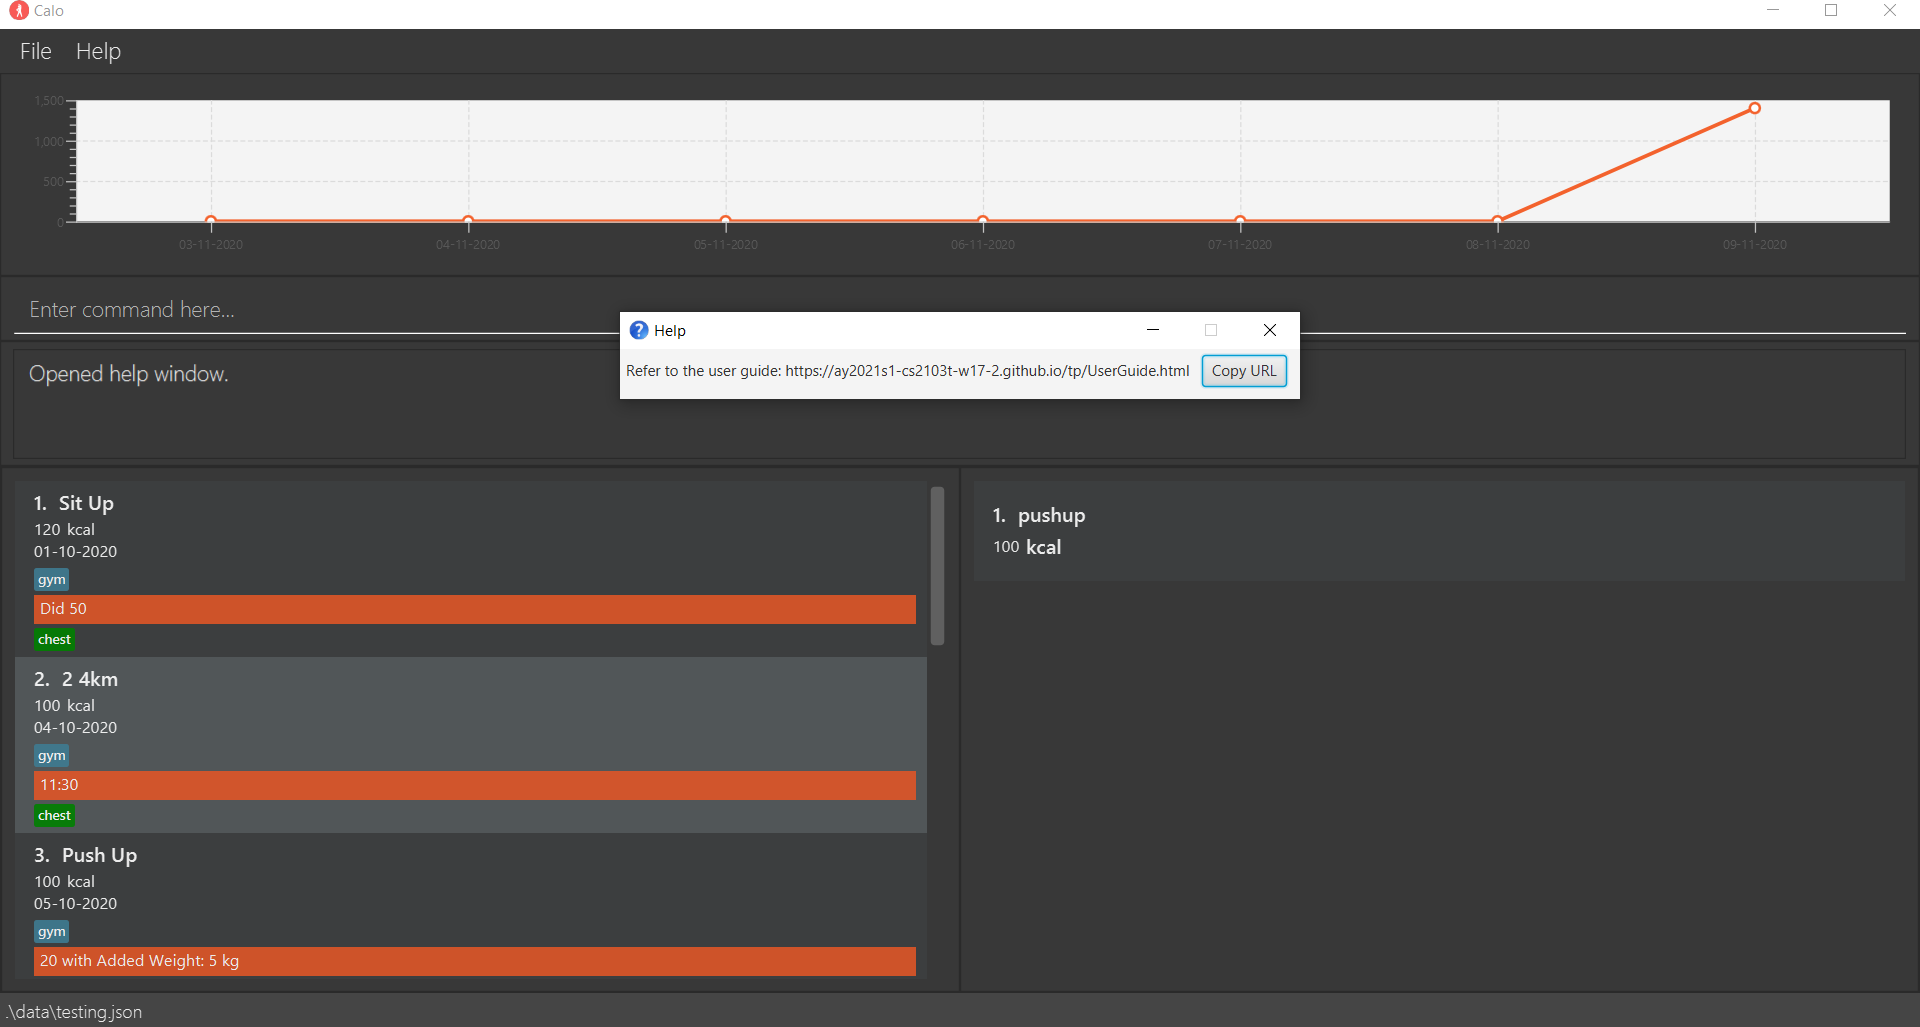 Calo
File Help
1,500
1,000
500
0
03-11-2020 04-11-2020 05-11-2020 06-11-2020 07-11-2020 08-11-2020 09-11-2020
Enter command here...
Help
Refer to the user guide: https://ay2021s1-cs2103t-w17-2.github.io/tp/UserGuide.html Copy URL
Opened help window.
1. Sit Up
120 kcal
01-10-2020
gym
Did 50
chest
2. 2 4km
100 kcal
04-10-2020
gym
11:30
chest
3. Push Up
100 kcal
05-10-2020
gym
20 with Added Weight: 5 kg
1. pushup
100 kcal
.\data\testing.json